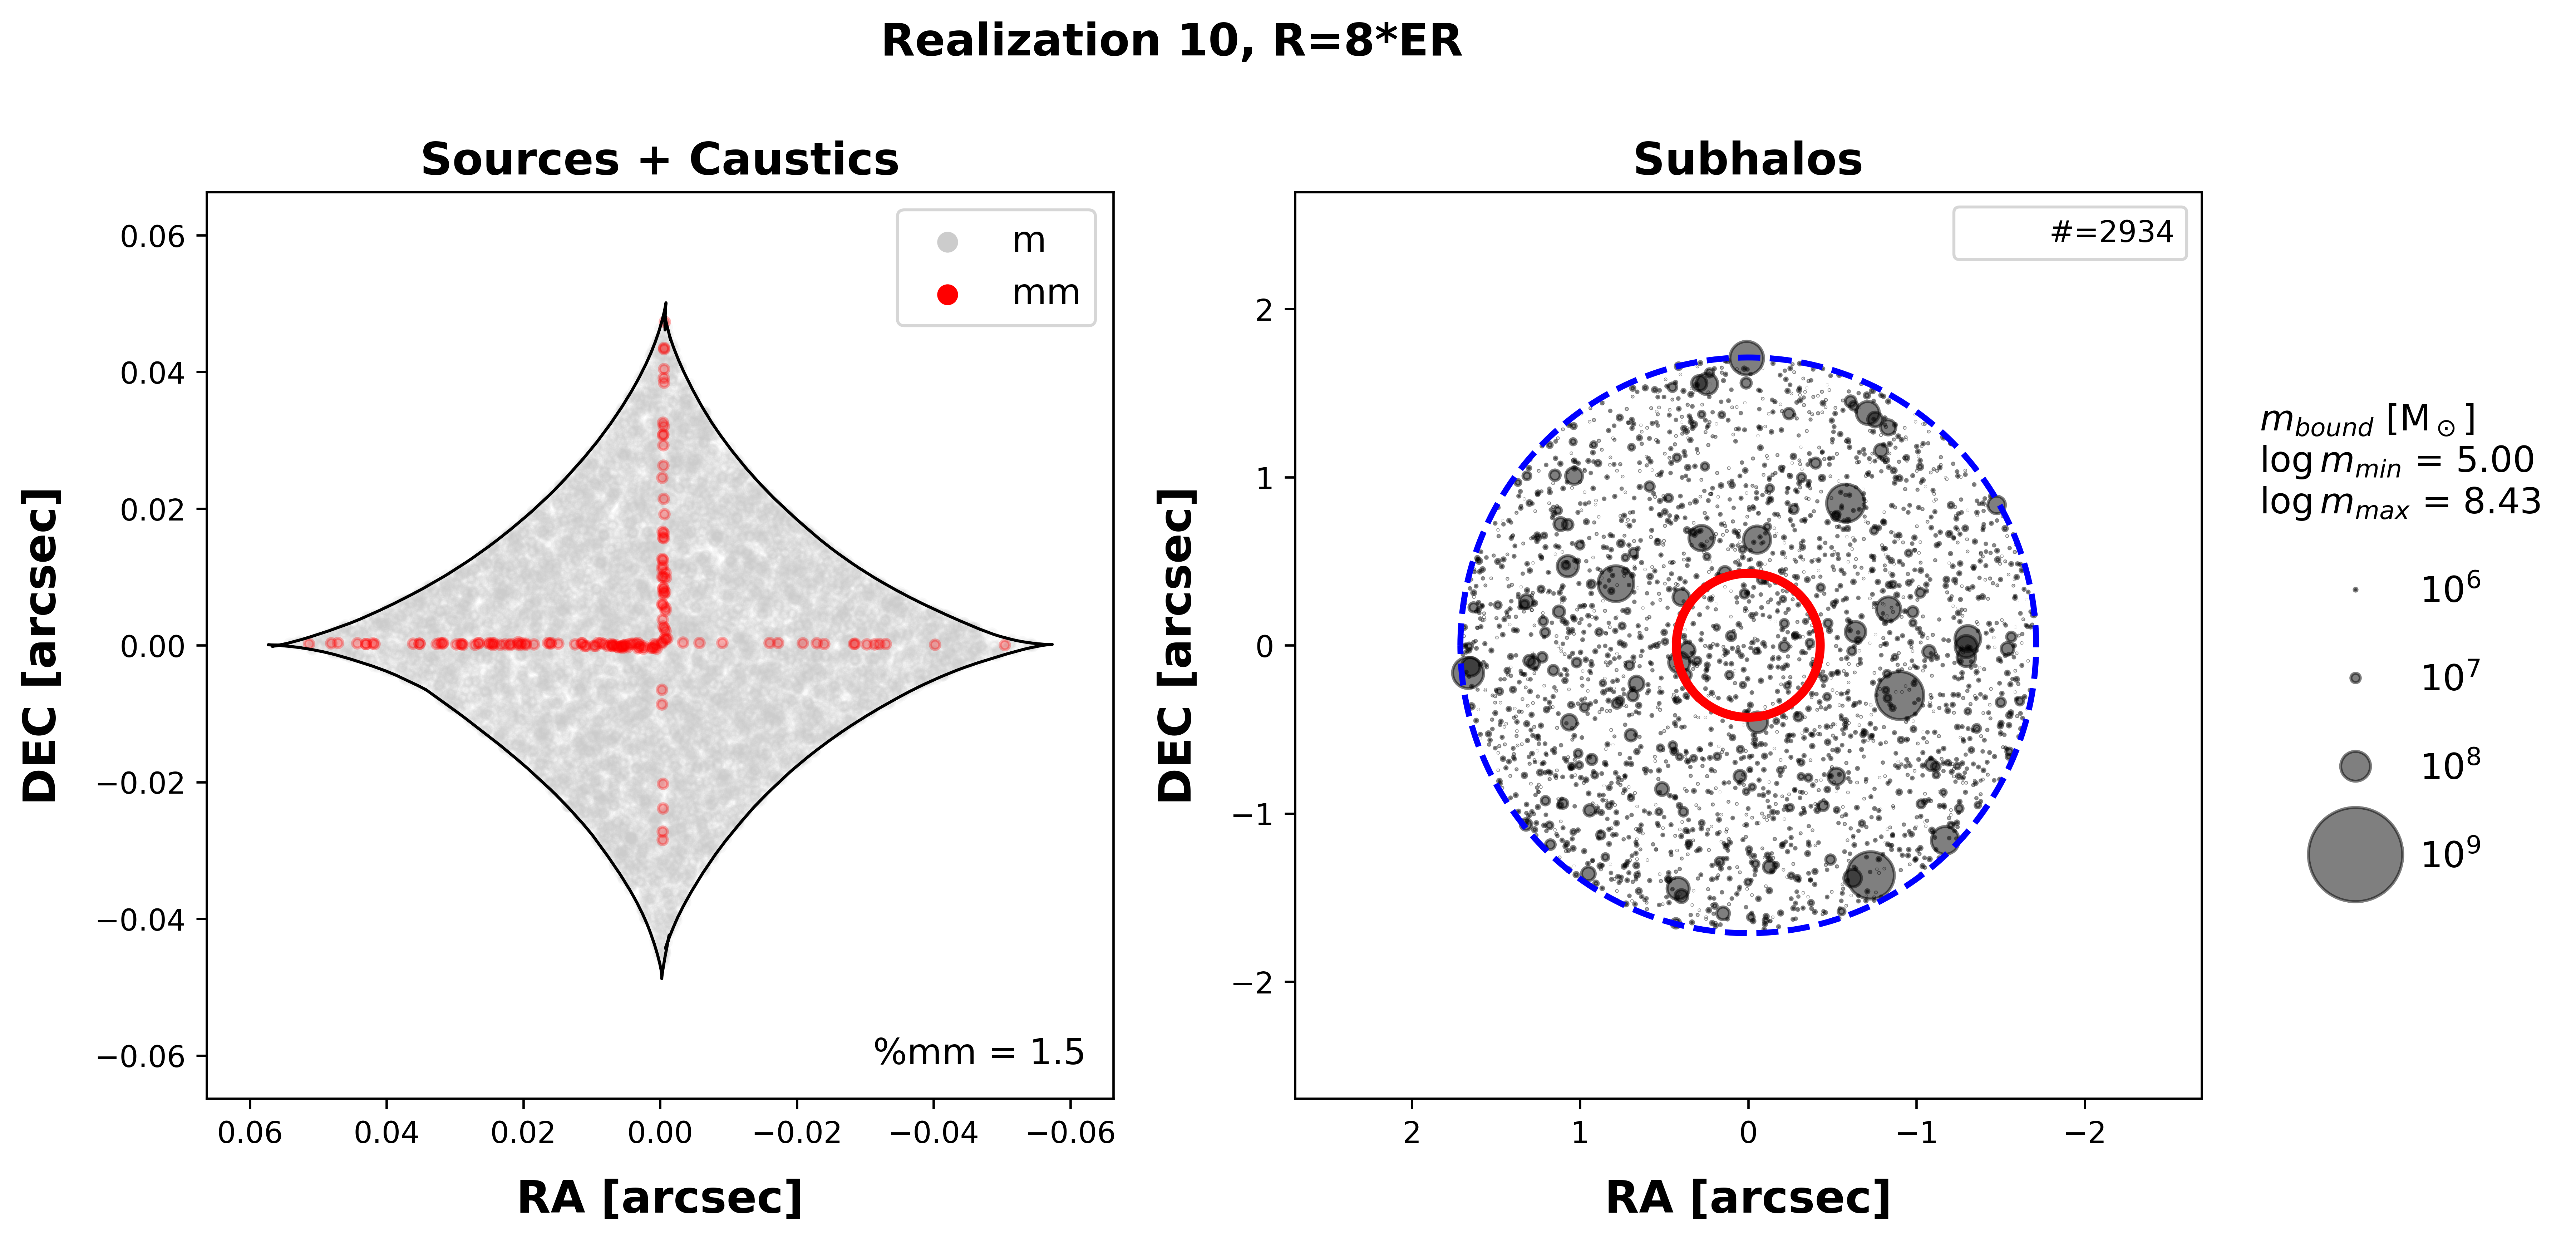 Realization 10, R=8*ER
Sources + Caustics
m
mm
0.06
0.04
0.02
0.00
−0.02
−0.04
−0.06
DEC [arcsec]
%mm = 1.5
0.06
0.04
0.02
0.00
−0.02
−0.04
−0.06
RA [arcsec]
Subhalos
#=2934
2
1
0
−1
−2
DEC [arcsec]
2
1
0
−1
−2
RA [arcsec]
m_bound [M_⊙]
log m_min = 5.00
log m_max = 8.43
10^6
10^7
10^8
10^9